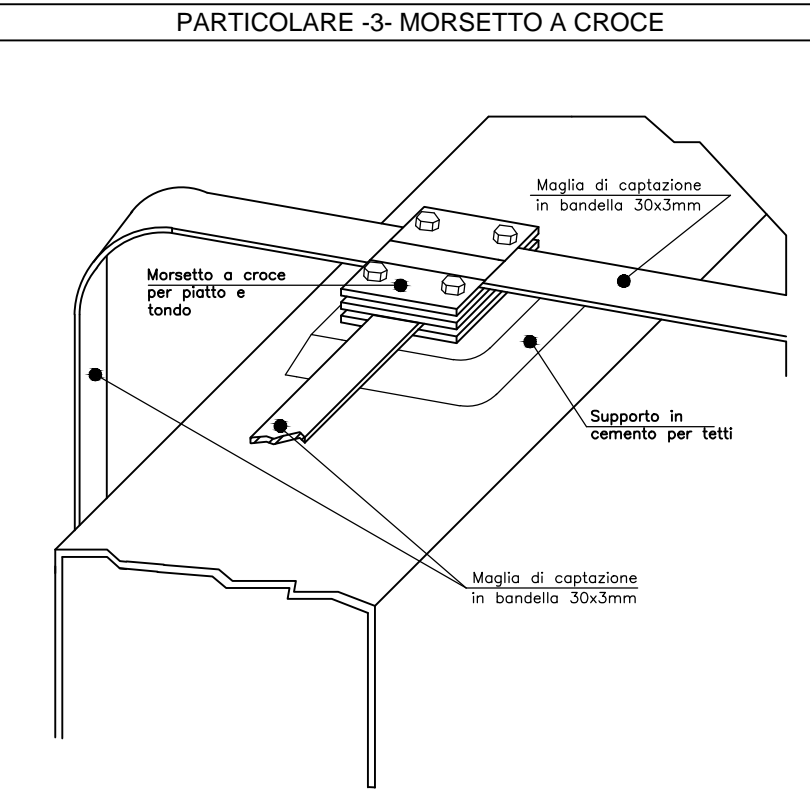 PARTICOLARE -3- MORSETTO A CROCE
Maglia di captazione
in bandella 30x3mm
Morsetto a croce
per piatto e
tondo
Supporto in
cemento per tetti
Maglia di captazione
in bandella 30x3mm